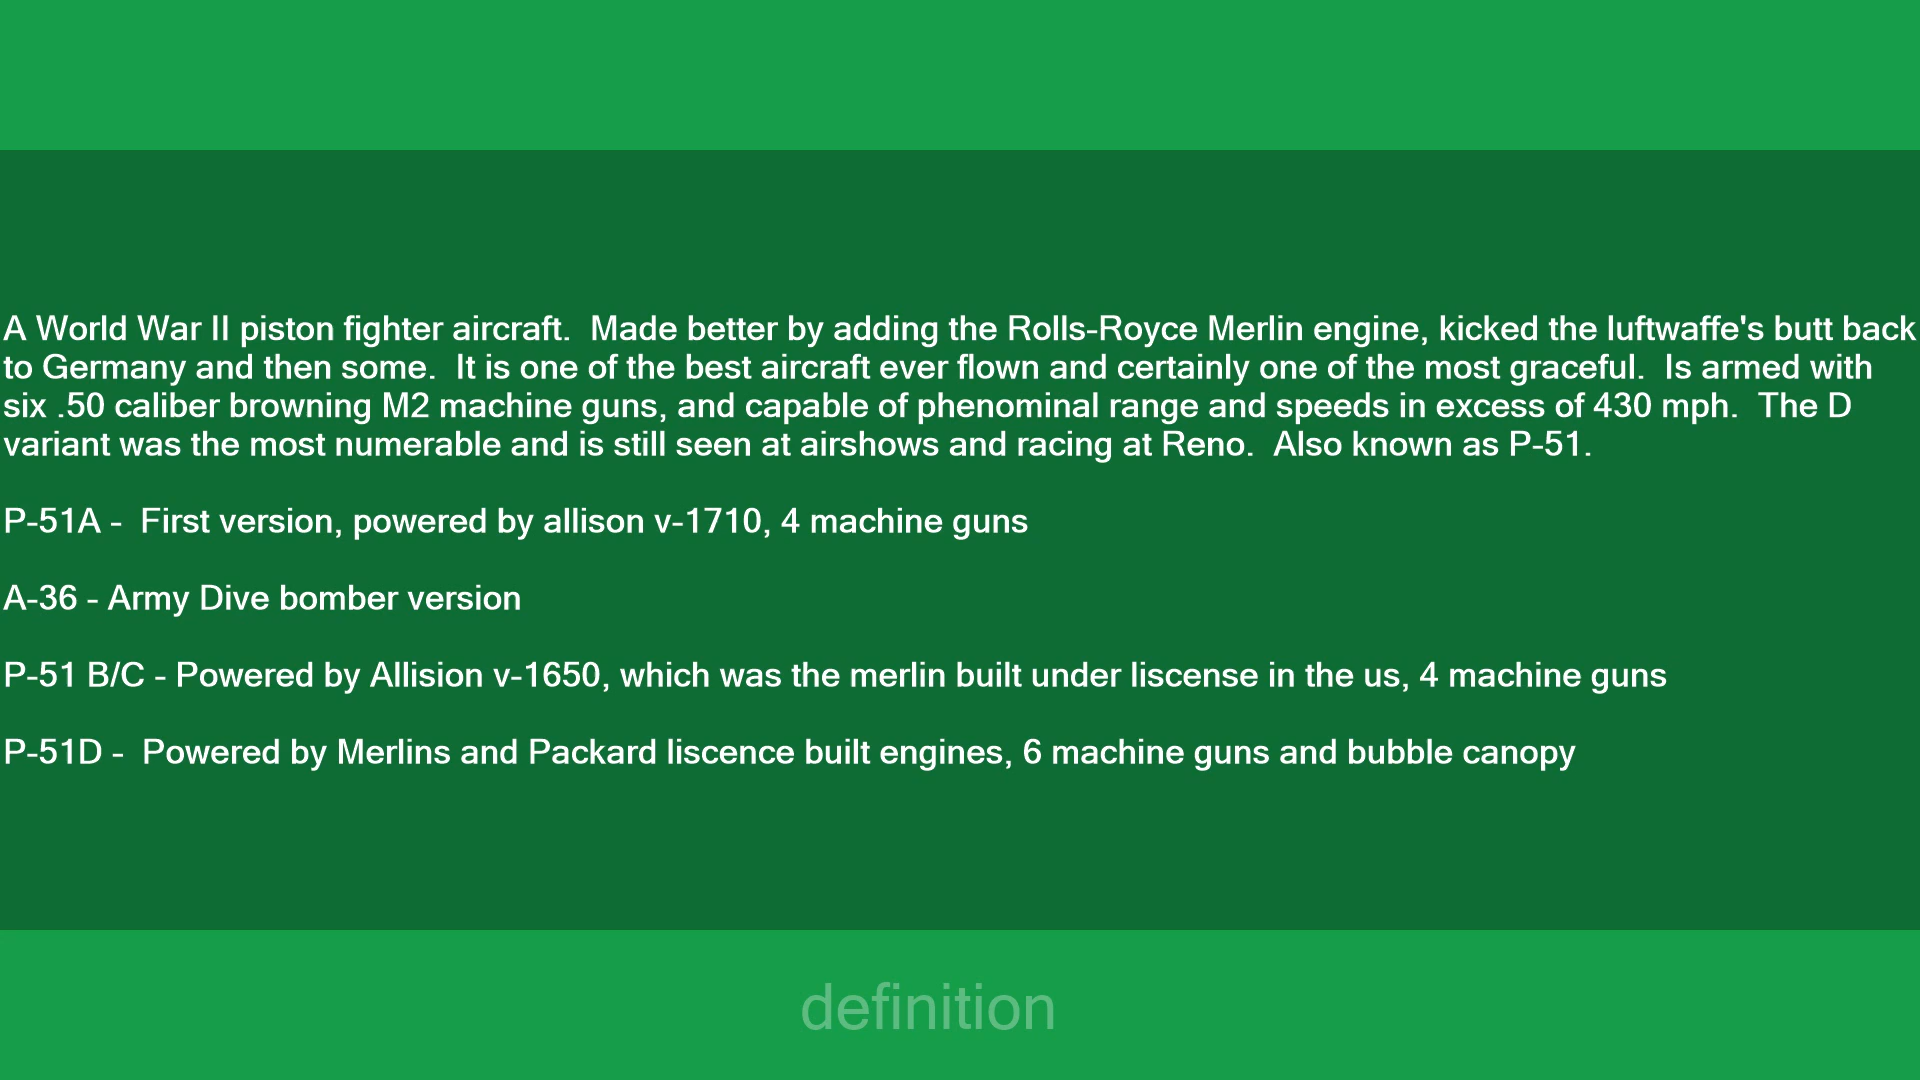 A World War II piston fighter aircraft.  Made better by adding the Rolls-Royce Merlin engine, kicked the luftwaffe's butt back
to Germany and then some.  It is one of the best aircraft ever flown and certainly one of the most graceful.  Is armed with
six .50 caliber browning M2 machine guns, and capable of phenominal range and speeds in excess of 430 mph.  The D
variant was the most numerable and is still seen at airshows and racing at Reno.  Also known as P-51.
P-51A -  First version, powered by allison v-1710, 4 machine guns
A-36 - Army Dive bomber version
P-51 B/C - Powered by Allision v-1650, which was the merlin built under liscense in the us, 4 machine guns
P-51D -  Powered by Merlins and Packard liscence built engines, 6 machine guns and bubble canopy
definition